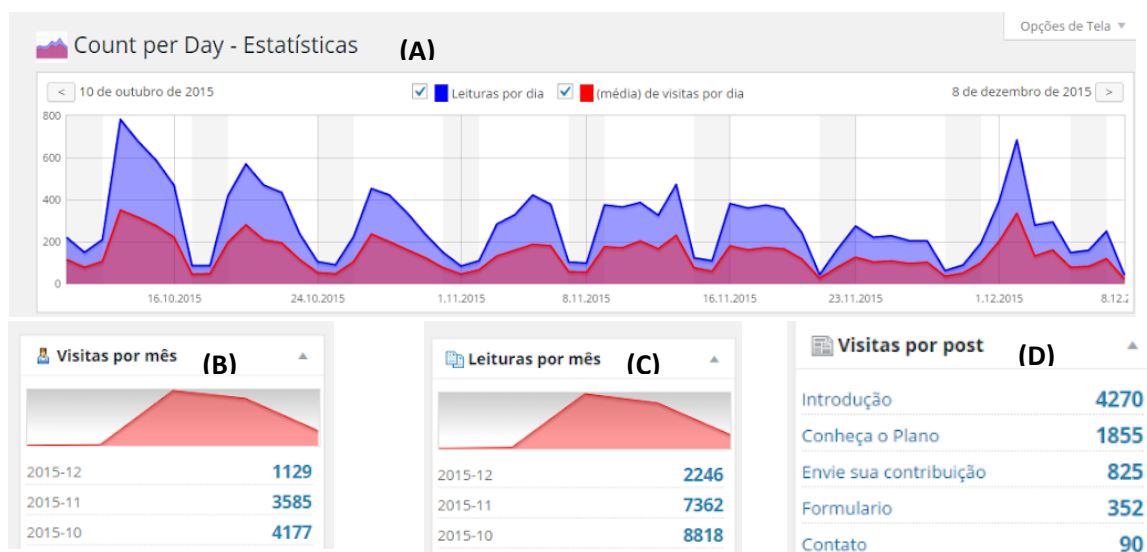 Opções de Tela ▼
Count per Day - Estatísticas (A)
< 10 de outubro de 2015 Leituras por dia (média) de visitas por dia 8 de dezembro de 2015 >
800
600
400
200
0
16.10.2015 24.10.2015 1.11.2015 8.11.2015 16.11.2015 23.11.2015 1.12.2015 8.12.2
Visitas por mês (B)
2015-12 1129
2015-11 3585
2015-10 4177
Leituras por mês (C)
2015-12 2246
2015-11 7362
2015-10 8818
Visitas por post (D)
Introdução 4270
Conheça o Plano 1855
Envie sua contribuição 825
Formulario 352
Contato 90